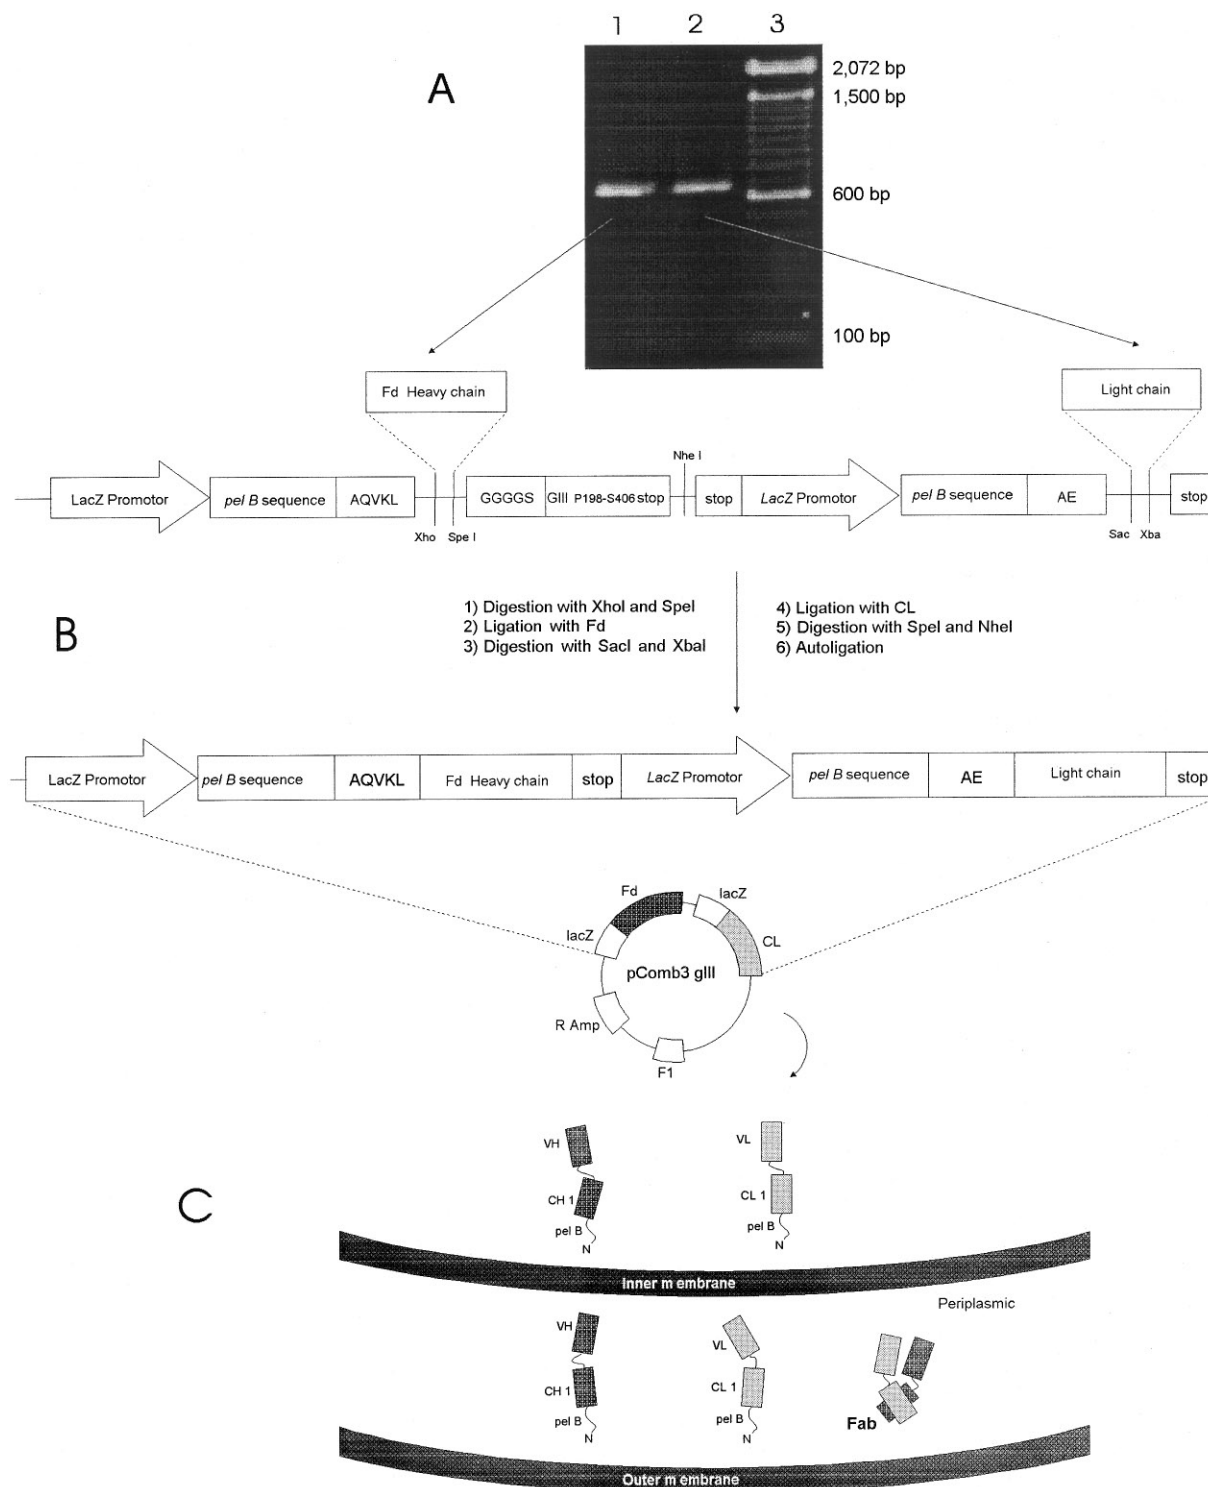 1 2 3
A
2,072 bp
1,500 bp
600 bp
100 bp
Fd Heavy chain
Light chain
Nhe I
LacZ Promotor
pel B sequence
AQVKL
GGGGS
GIII P198-S406 stop
stop
LacZ Promotor
pel B sequence
AE
stop
Xho
Spe I
Sac
Xba
B
1) Digestion with XhoI and SpeI
2) Ligation with Fd
3) Digestion with SacI and XbaI
4) Ligation with CL
5) Digestion with SpeI and NheI
6) Autoligation
LacZ Promotor
pel B sequence
AQVKL
Fd Heavy chain
stop
LacZ Promotor
pel B sequence
AE
Light chain
stop
Fd
lacZ
lacZ
CL
pComb3 gIII
R Amp
F1
C
VH
VL
CH 1
CL 1
pel B
pel B
N
N
Inner m embrane
Periplasmic
VH
VL
CH 1
CL 1
pel B
pel B
Fab
N
N
Outer m embrane